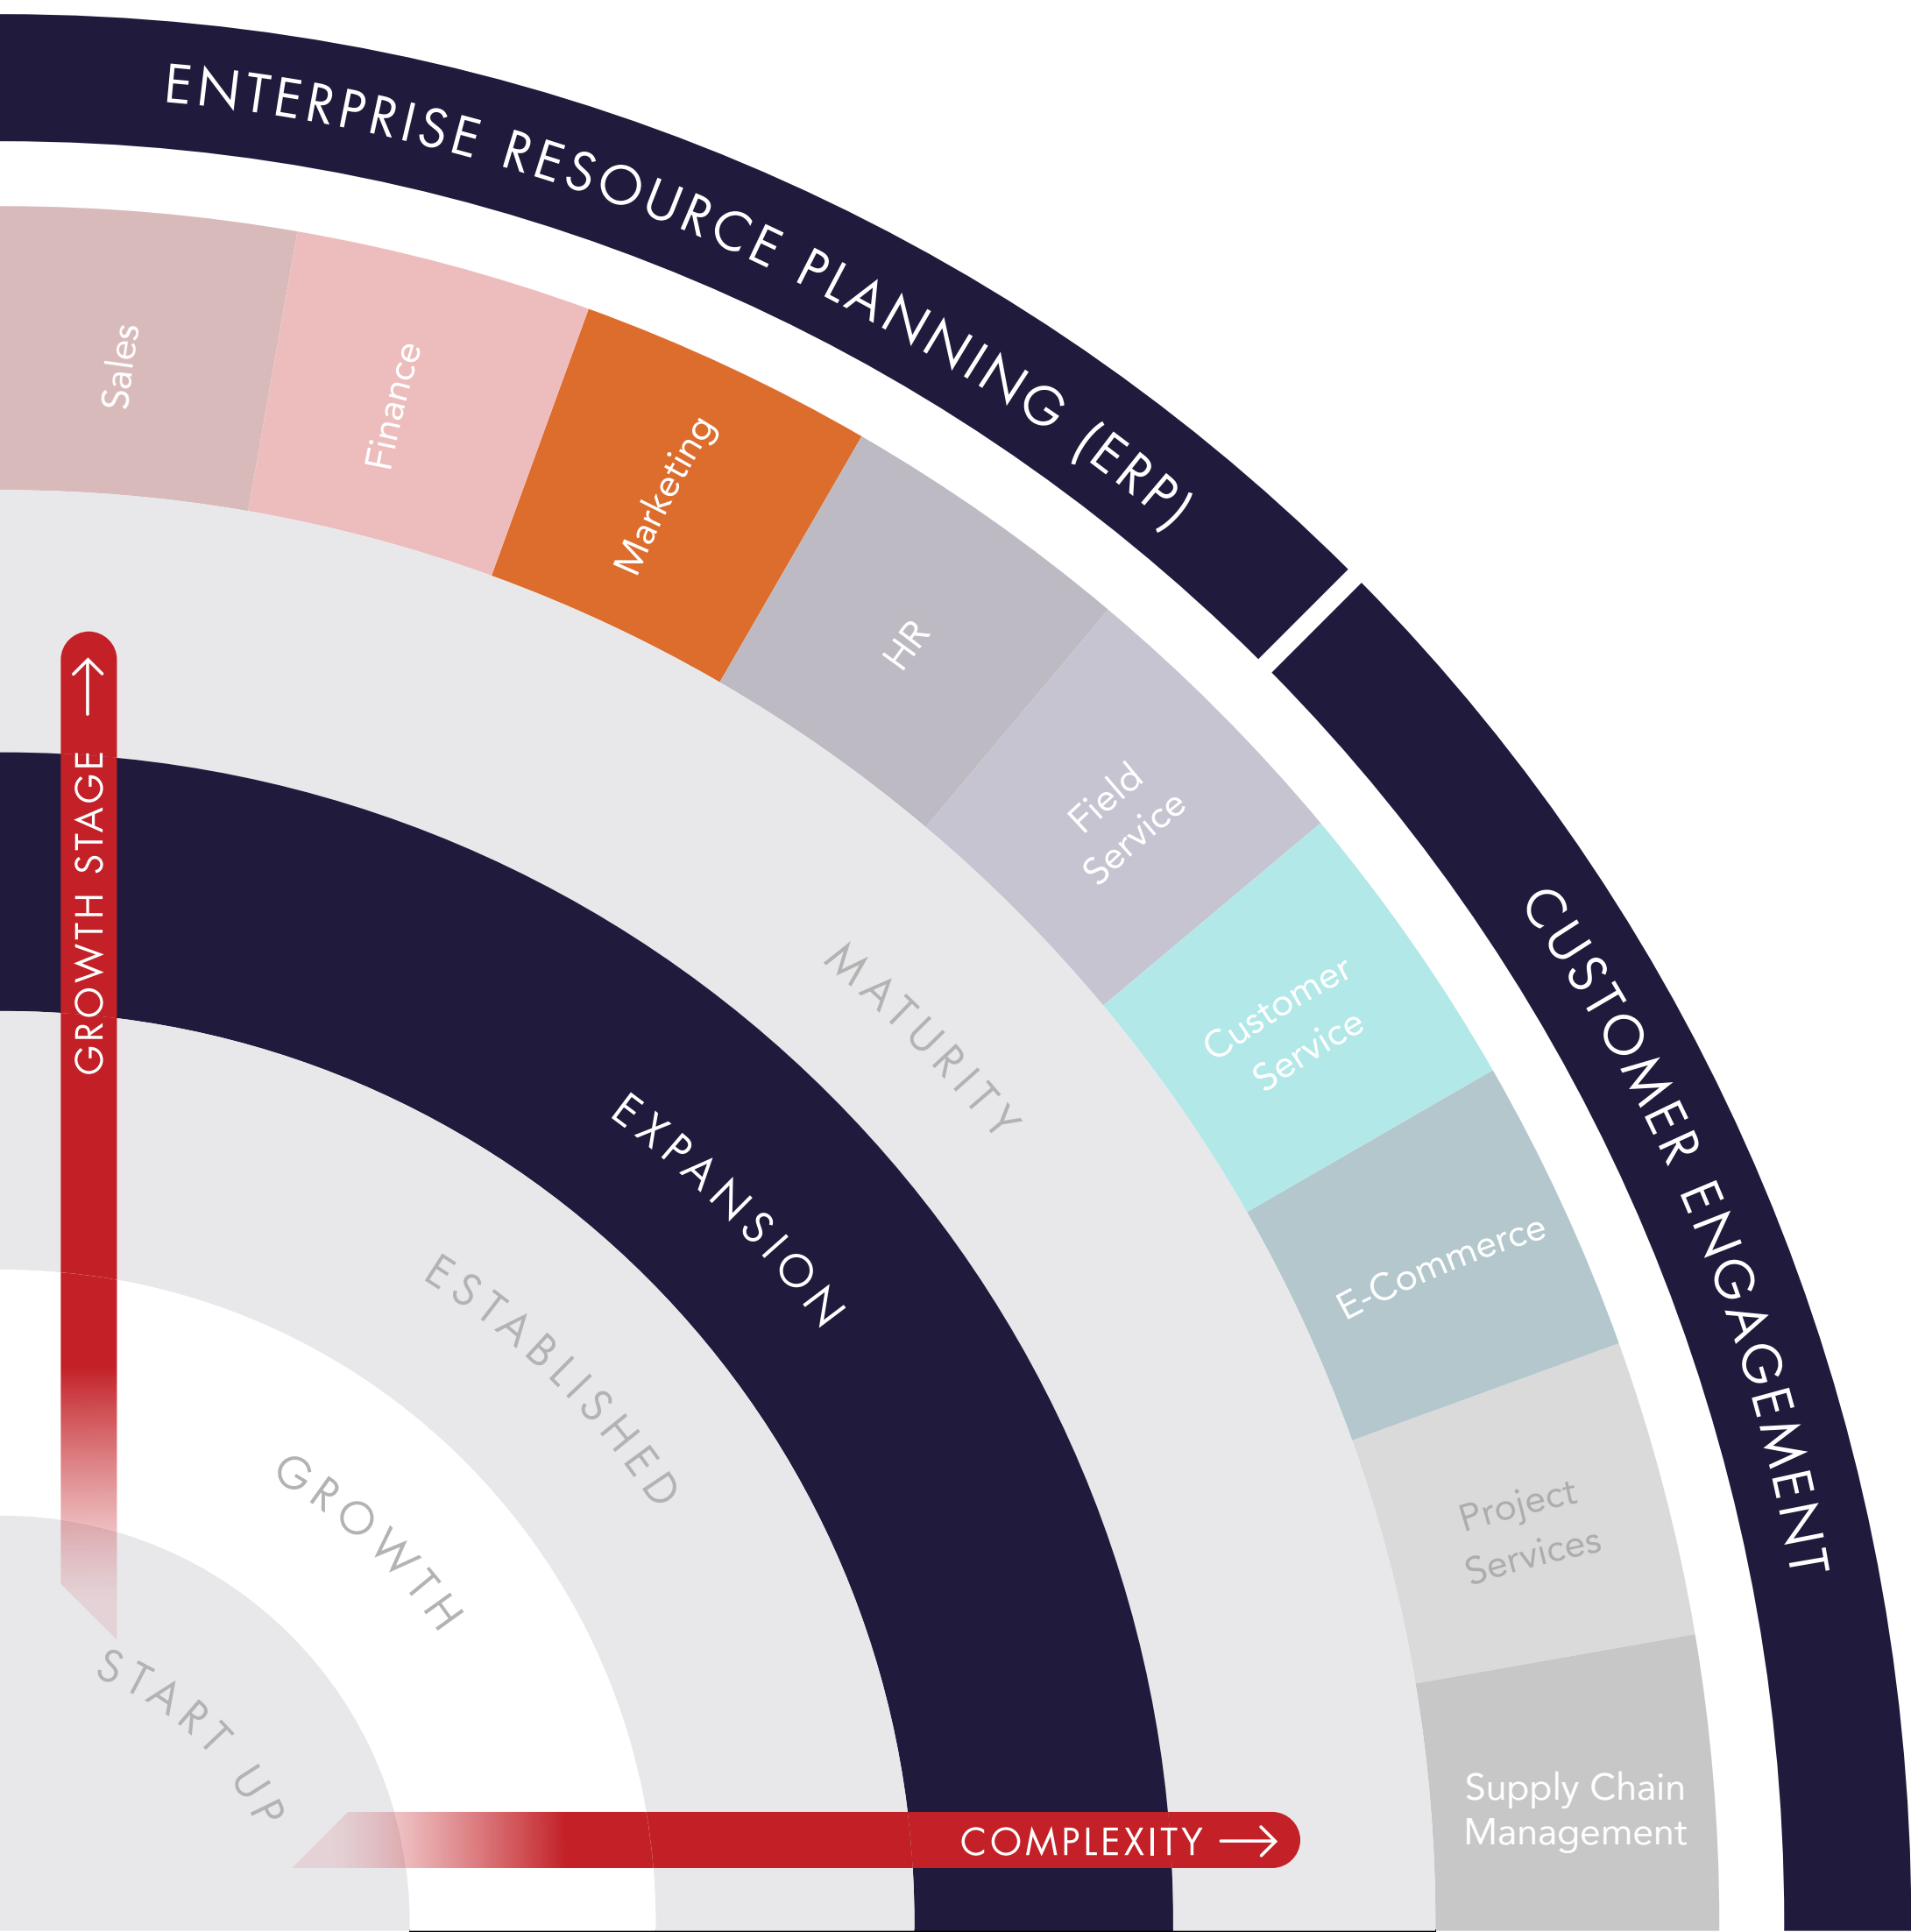 ENTERPRISE RESOURCE PLANNING (ERP)
CUSTOMER ENGAGEMENT
Sales
Finance
Marketing
HR
Field
Service
Customer
Service
E-Commerce
Project
Services
Supply Chain
Management
MATURITY
EXPANSION
ESTABLISHED
GROWTH
START UP
GROWTH STAGE
COMPLEXITY